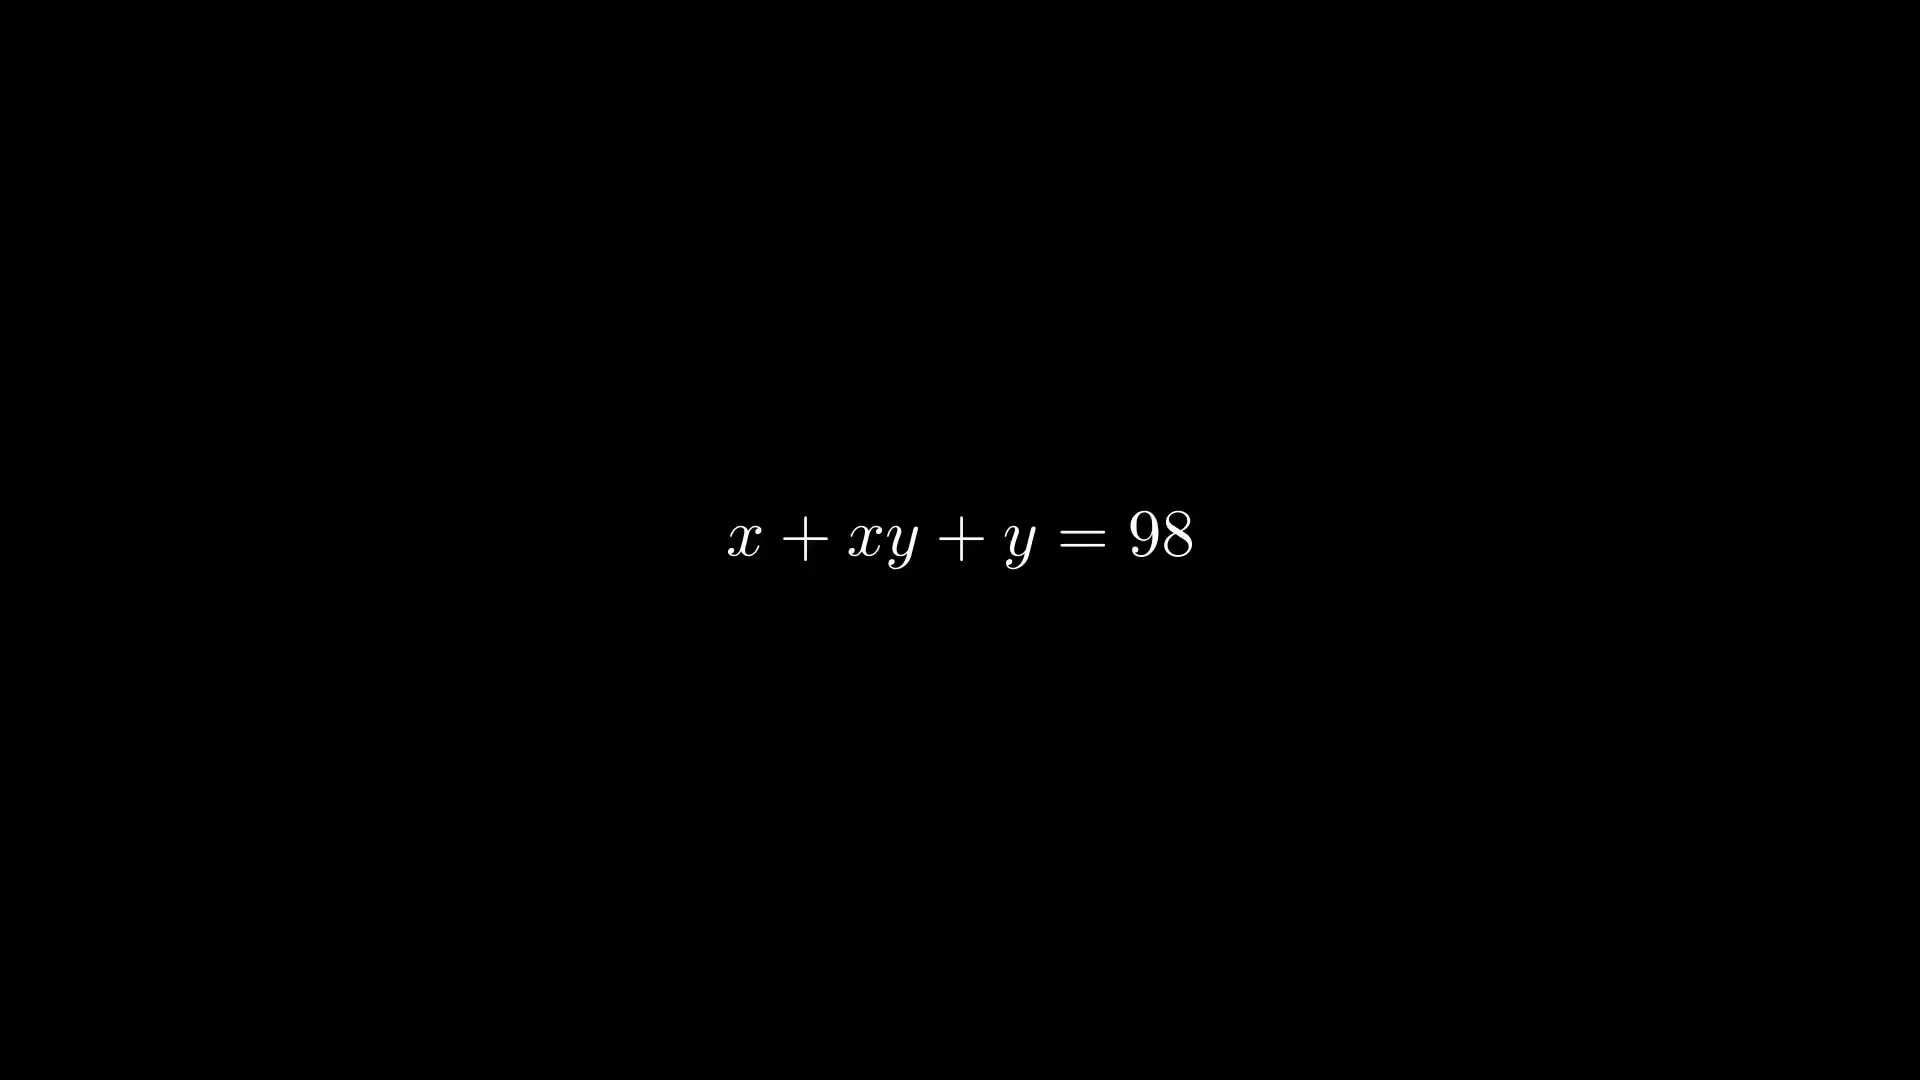 x + xy + y = 98